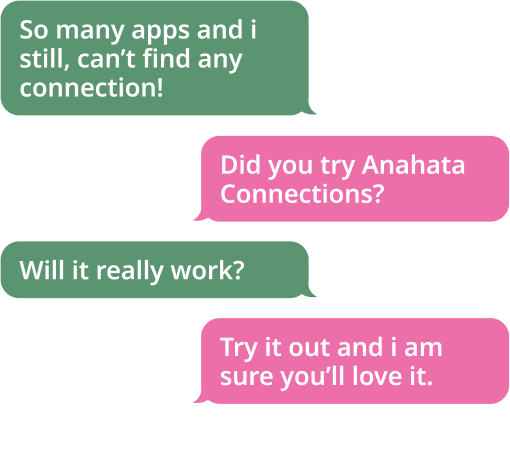 So many apps and i
still, can’t find any
connection!
Did you try Anahata
Connections?
Will it really work?
Try it out and i am
sure you’ll love it.